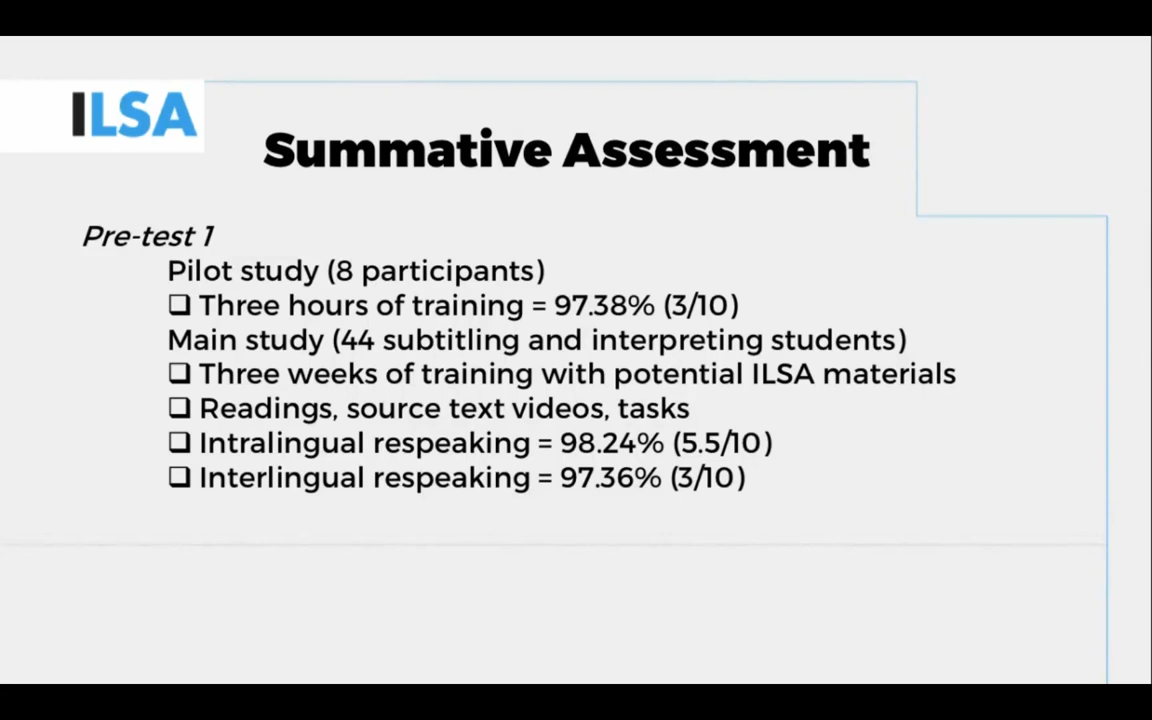 ILSA
Summative Assessment
Pre-test 1
Pilot study (8 participants)
❑ Three hours of training = 97.38% (3/10)
Main study (44 subtitling and interpreting students)
❑ Three weeks of training with potential ILSA materials
❑ Readings, source text videos, tasks
❑ Intralingual respeaking = 98.24% (5.5/10)
❑ Interlingual respeaking = 97.36% (3/10)